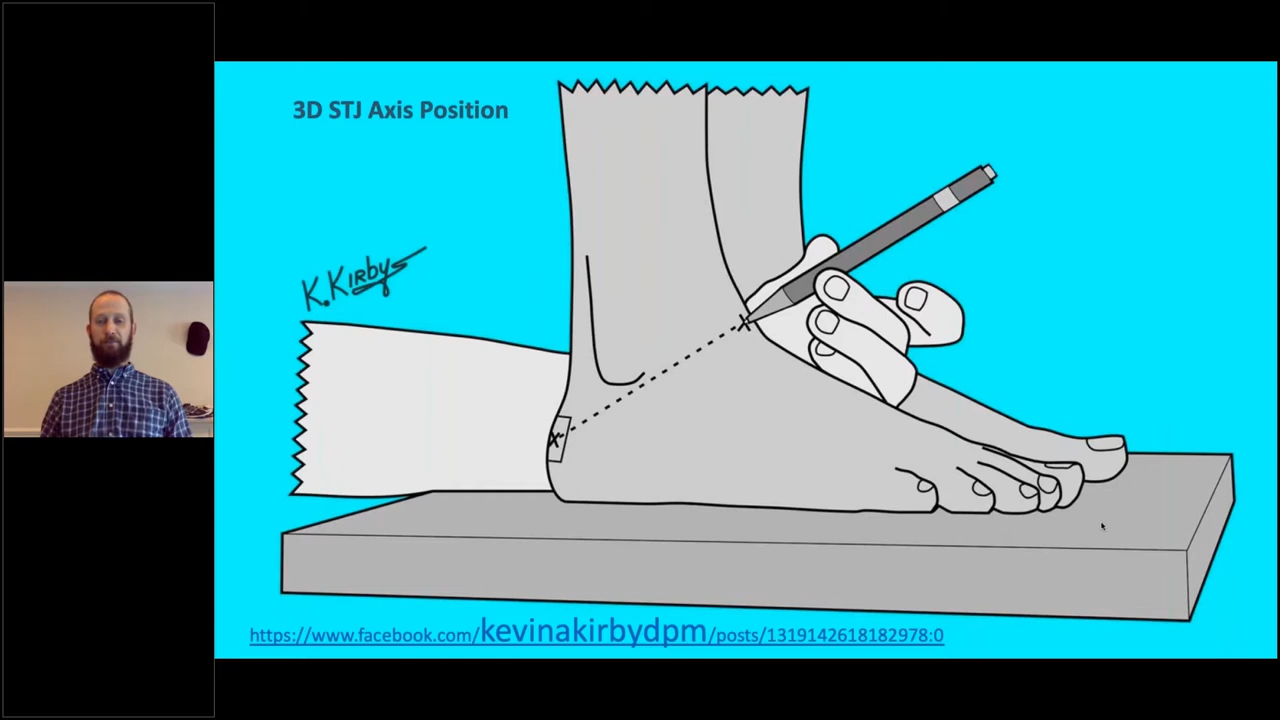 3D STJ Axis Position
K.Kirby
https://www.facebook.com/kevinakirbydpm/posts/1319142618182978:0